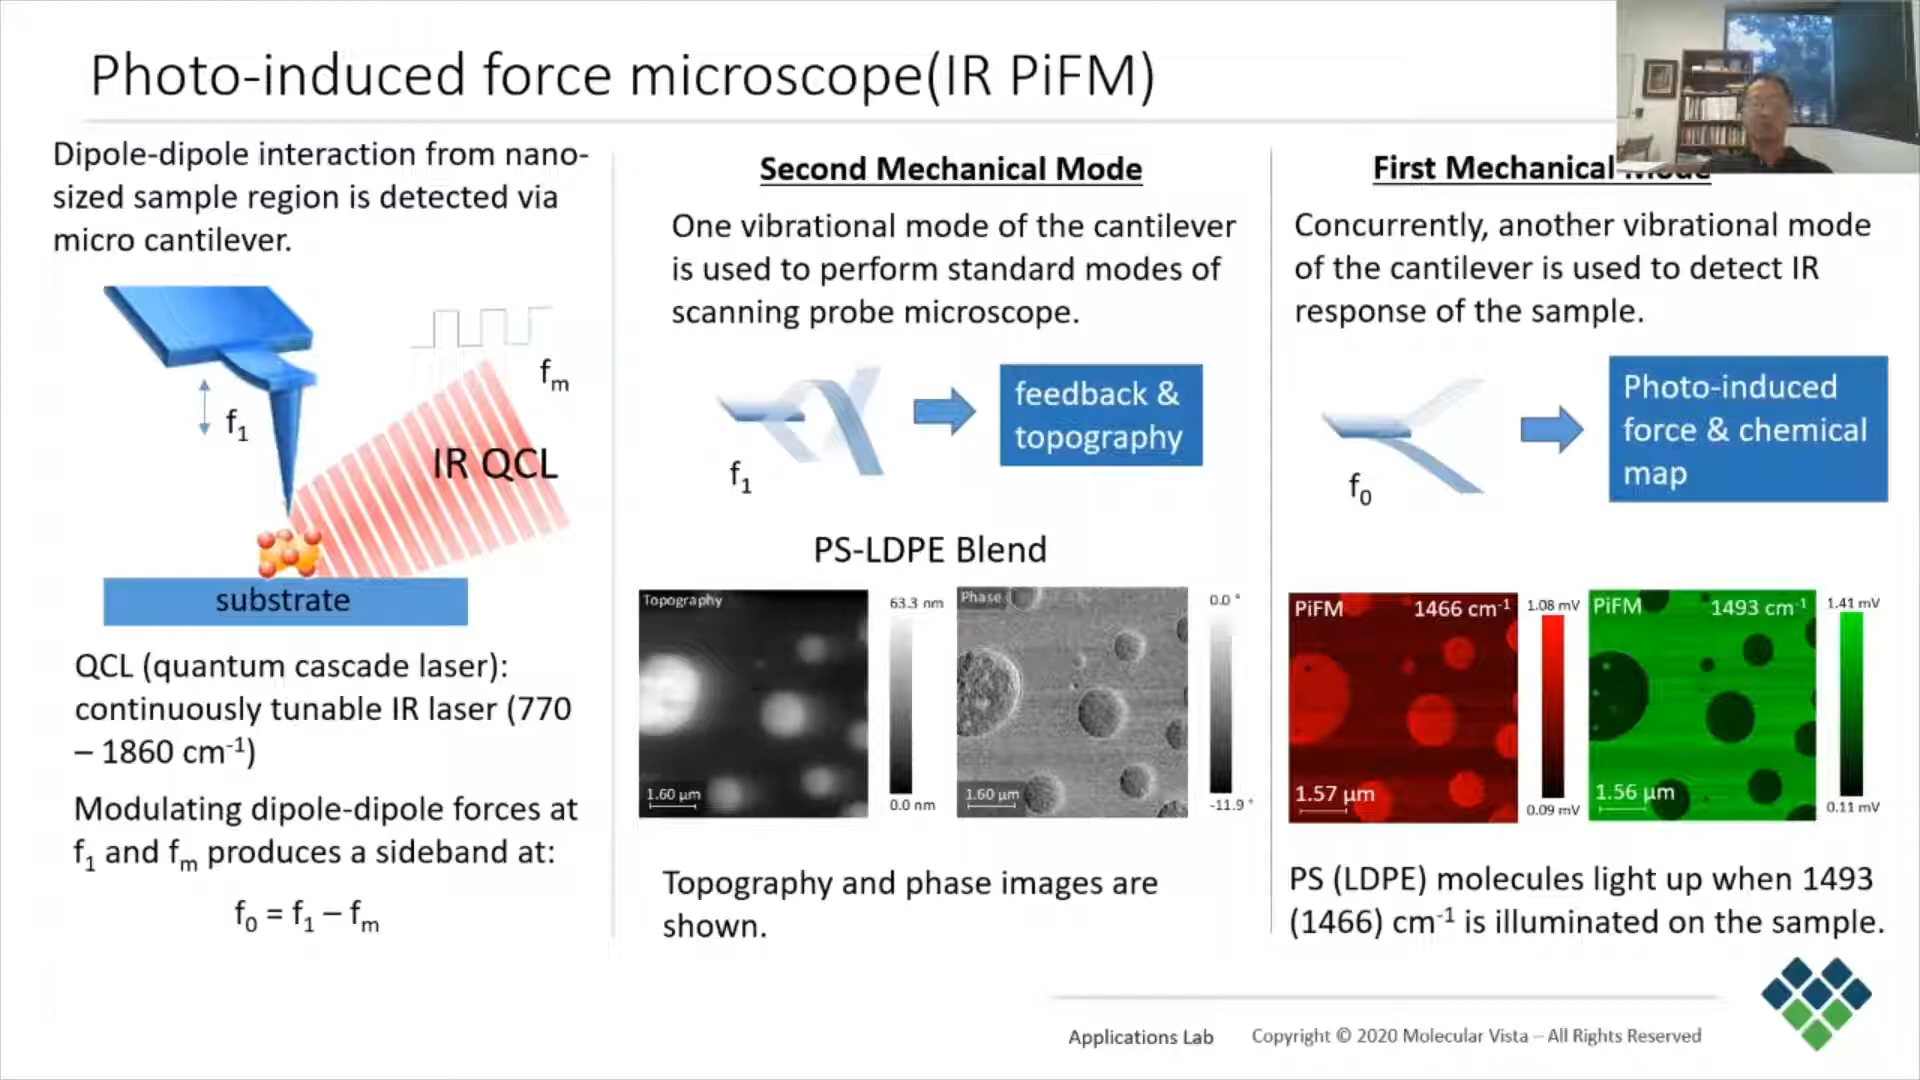 Photo-induced force microscope(IR PiFM)
Dipole-dipole interaction from nano-
sized sample region is detected via
micro cantilever.
fm
f1
IR QCL
substrate
QCL (quantum cascade laser):
continuously tunable IR laser (770
– 1860 cm-1)
Modulating dipole-dipole forces at
f1 and fm produces a sideband at:
f0 = f1 – fm
Second Mechanical Mode
One vibrational mode of the cantilever
is used to perform standard modes of
scanning probe microscope.
f1
feedback &
topography
PS-LDPE Blend
Topography
63.3 nm
1.60 µm
0.0 nm
Phase
0.0 °
1.60 µm
-11.9 °
Topography and phase images are
shown.
First Mechanical Mode
Concurrently, another vibrational mode
of the cantilever is used to detect IR
response of the sample.
f0
Photo-induced
force & chemical
map
PiFM 1466 cm-1
1.08 mV
1.57 µm
0.09 mV
PiFM 1493 cm-1
1.41 mV
1.56 µm
0.11 mV
PS (LDPE) molecules light up when 1493
(1466) cm-1 is illuminated on the sample.
Applications Lab Copyright © 2020 Molecular Vista – All Rights Reserved